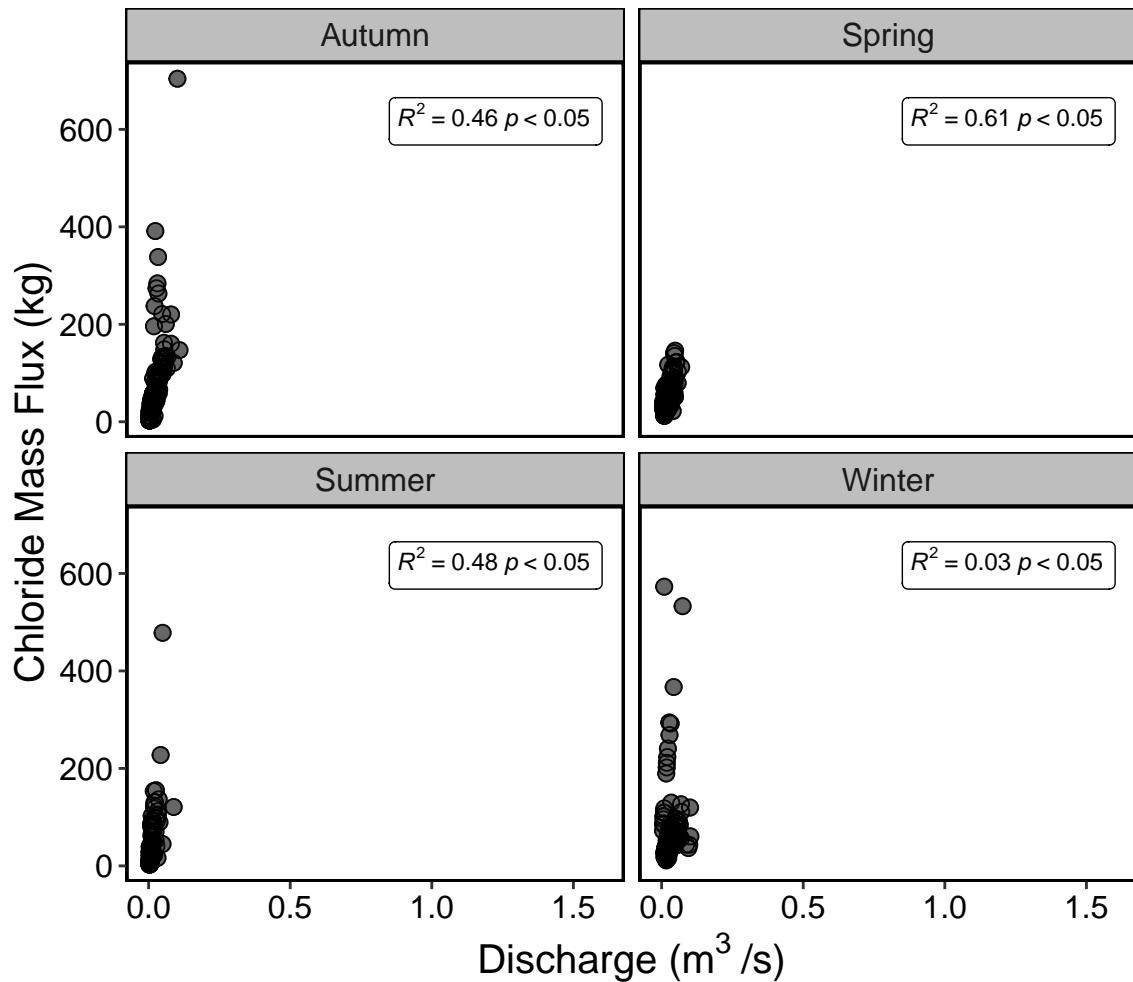 Autumn
Spring
R² = 0.46 p < 0.05
R² = 0.61 p < 0.05
600
400
200
0
Summer
Winter
R² = 0.48 p < 0.05
R² = 0.03 p < 0.05
600
400
200
0
0.0 0.5 1.0 1.5
0.0 0.5 1.0 1.5
Chloride Mass Flux (kg)
Discharge (m³ /s)